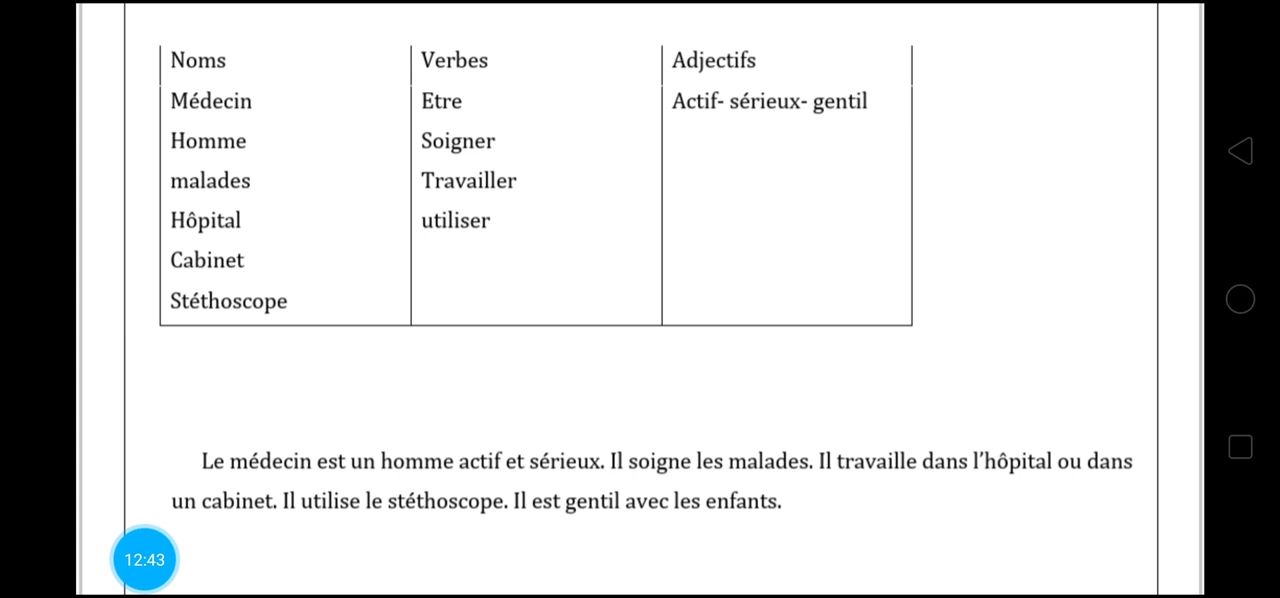 Noms Verbes Adjectifs
Médecin Etre Actif- sérieux- gentil
Homme Soigner
malades Travailler
Hôpital utiliser
Cabinet
Stéthoscope
Le médecin est un homme actif et sérieux. Il soigne les malades. Il travaille dans l’hôpital ou dans
un cabinet. Il utilise le stéthoscope. Il est gentil avec les enfants.
12:43